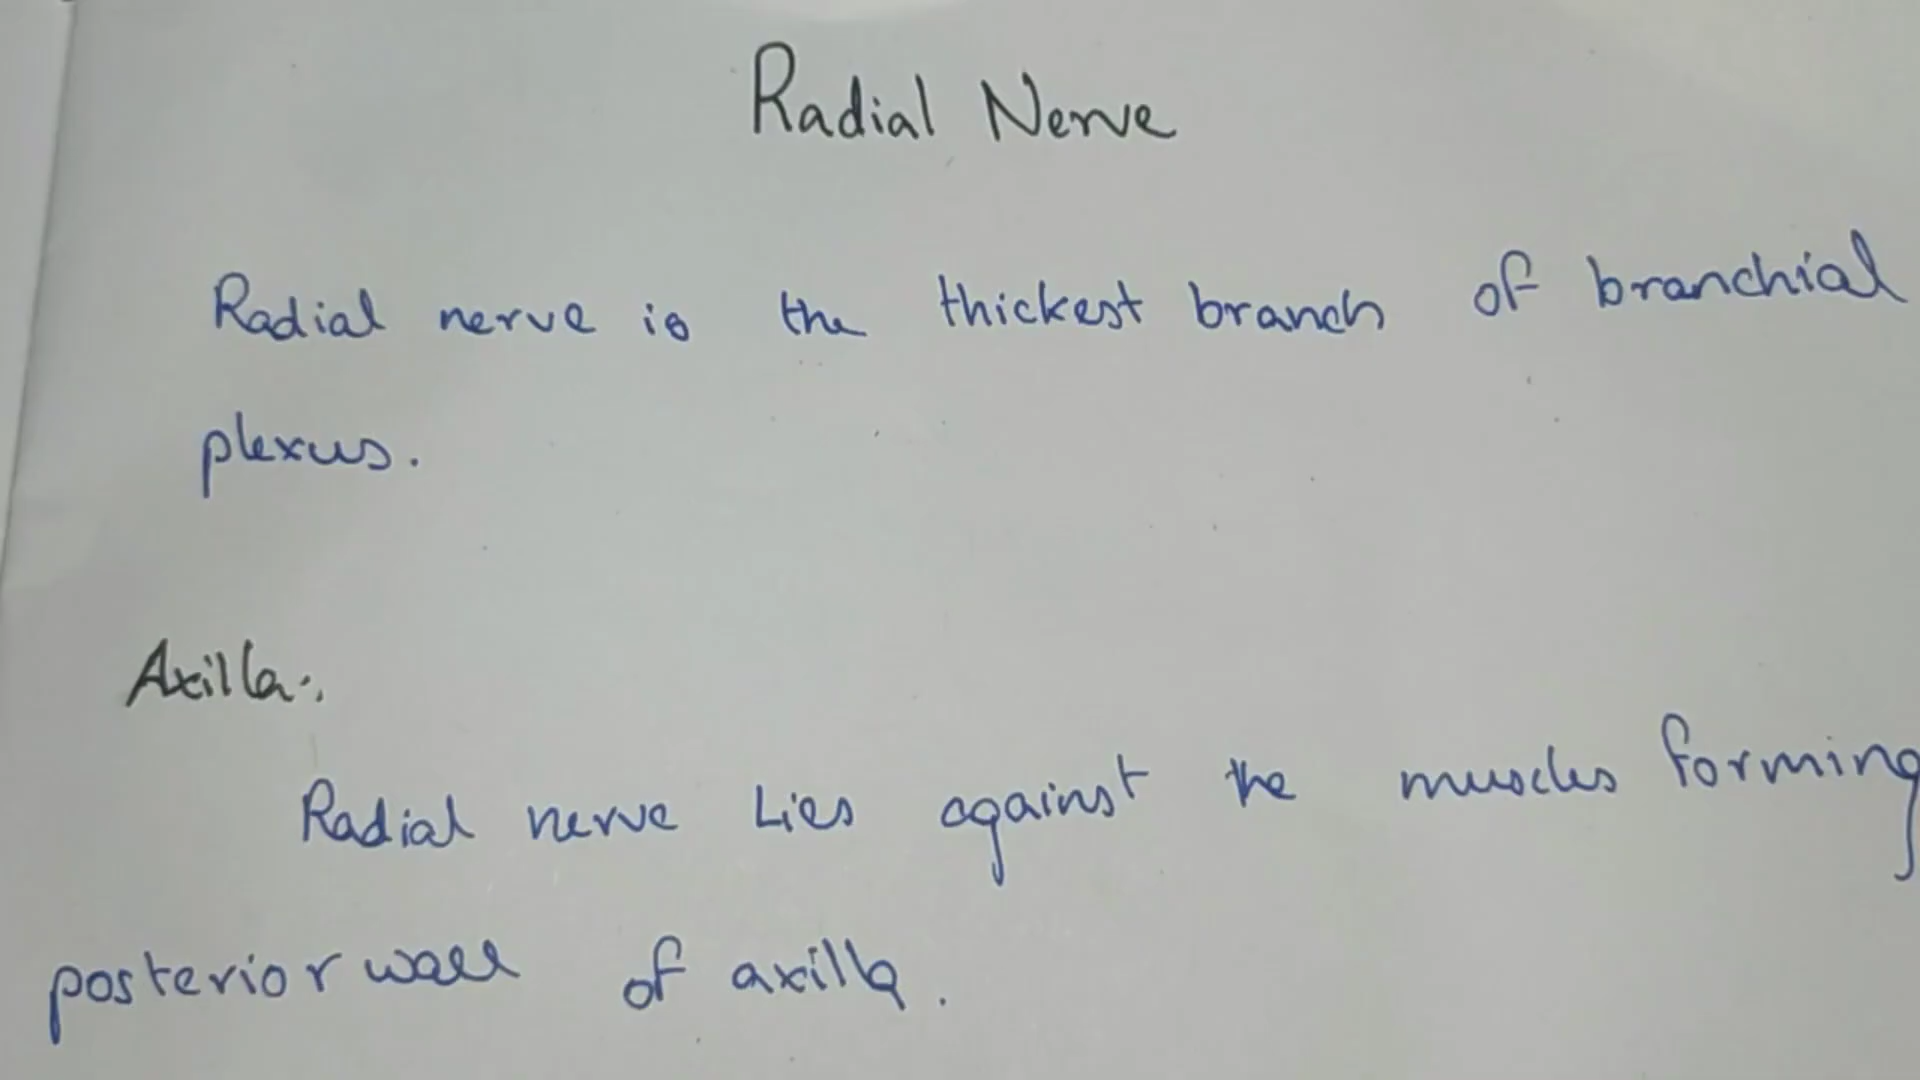 Radial Nerve
Radial nerve is the thickest branch of branchial
plexus.
Axilla:.
Radial nerve Lies against the muscles forming
posterior wall of axilla.